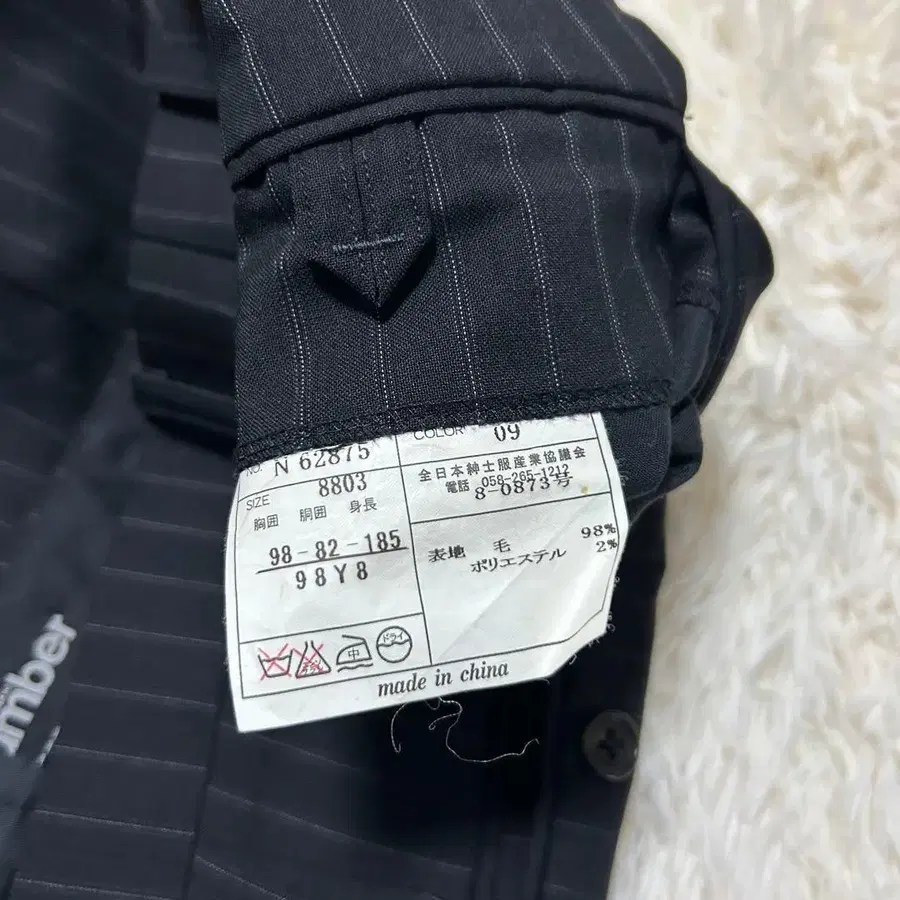 NO. N 62875
COLOR 09
SIZE 8803
胸囲 胴囲 身長
98-82-185
98Y8
全日本紳士服産業協議会
電話 058-265-1212
8-0873号
表地 毛 98%
ポリエステル 2%
中
ドライ
made in china
mber